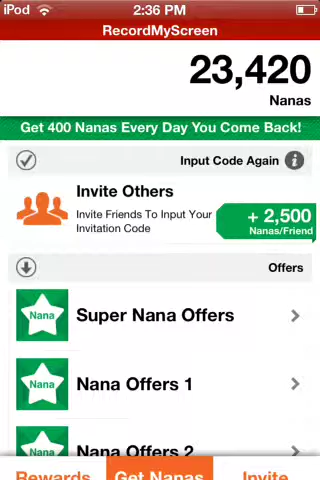 iPod 2:36 PM
RecordMyScreen
23,420
Nanas
Get 400 Nanas Every Day You Come Back!
Input Code Again i
Invite Others
Invite Friends To Input Your
Invitation Code
+ 2,500
Nanas/Friend
Offers
Nana
Super Nana Offers
Nana
Nana Offers 1
Nana
Nana Offers 2
Rewards Get Nanas Invite